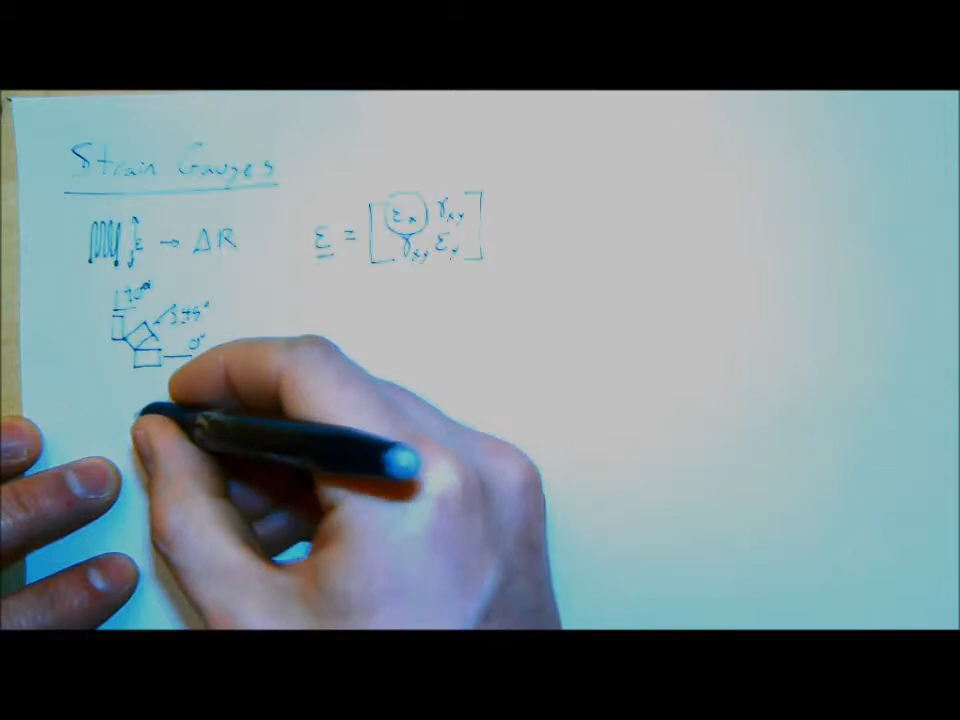 Strain Gauges
ε → ΔR
ε = [ εx γxy
γxy εy ]
90°
45°
0°